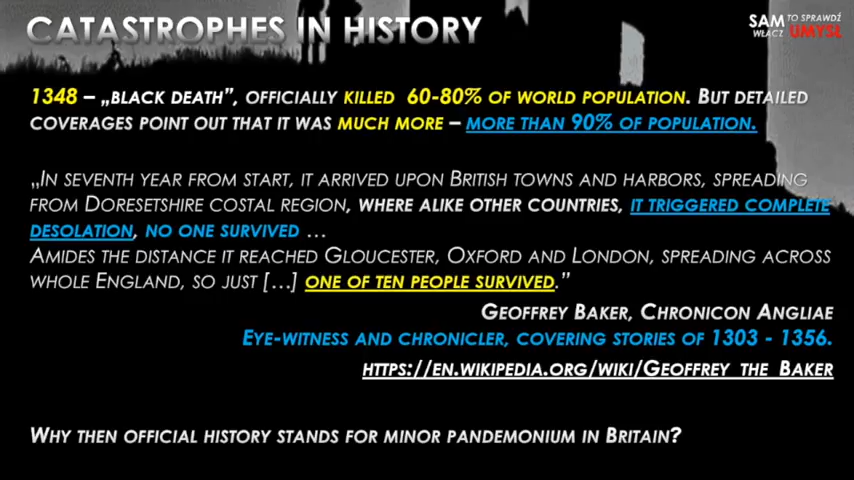 CATASTROPHES IN HISTORY
SAM TO SPRAWDŹ
WŁĄCZ UMYSŁ
1348 – „BLACK DEATH”, OFFICIALLY KILLED 60-80% OF WORLD POPULATION. BUT DETAILED
COVERAGES POINT OUT THAT IT WAS MUCH MORE – MORE THAN 90% OF POPULATION.
„IN SEVENTH YEAR FROM START, IT ARRIVED UPON BRITISH TOWNS AND HARBORS, SPREADING
FROM DORESETSHIRE COSTAL REGION, WHERE ALIKE OTHER COUNTRIES, IT TRIGGERED COMPLETE
DESOLATION, NO ONE SURVIVED …
AMIDES THE DISTANCE IT REACHED GLOUCESTER, OXFORD AND LONDON, SPREADING ACROSS
WHOLE ENGLAND, SO JUST [...] ONE OF TEN PEOPLE SURVIVED.”
GEOFFREY BAKER, CHRONICON ANGLIAE
EYE-WITNESS AND CHRONICLER, COVERING STORIES OF 1303 - 1356.
HTTPS://EN.WIKIPEDIA.ORG/WIKI/GEOFFREY_THE_BAKER
WHY THEN OFFICIAL HISTORY STANDS FOR MINOR PANDEMONIUM IN BRITAIN?